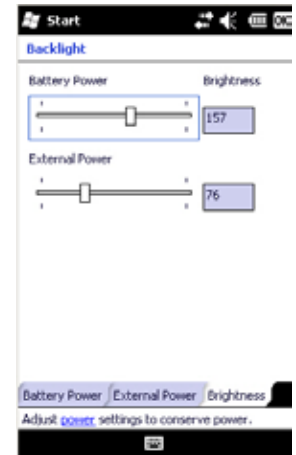 Start
OK
Backlight
Battery Power Brightness
157
External Power
76
Battery Power External Power Brightness
Adjust power settings to conserve power.